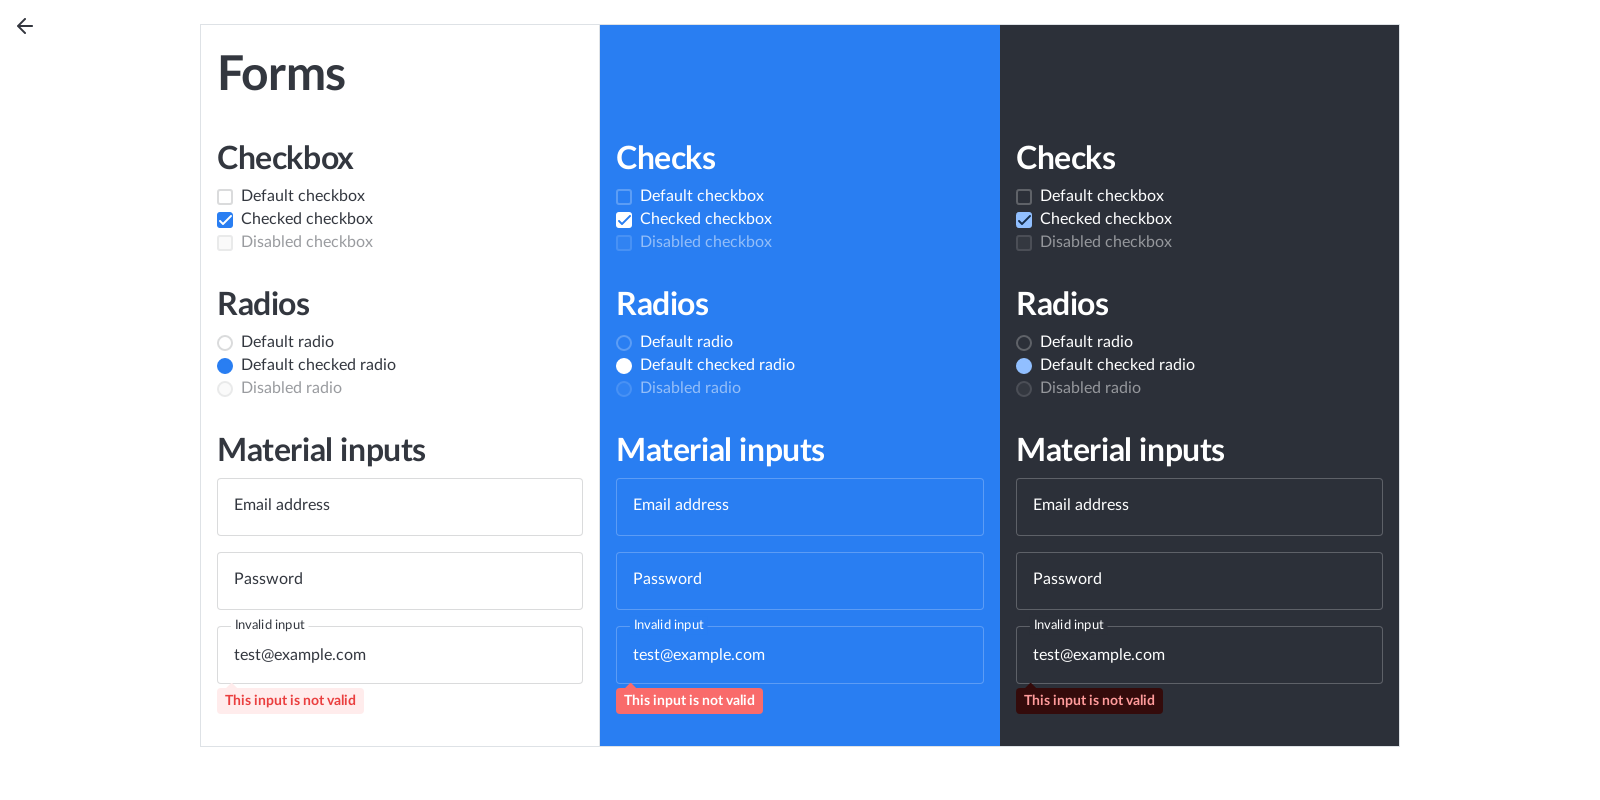 Forms
Checkbox
Default checkbox
Checked checkbox
Disabled checkbox
Radios
Default radio
Default checked radio
Disabled radio
Material inputs
Email address
Password
Invalid input
test@example.com
This input is not valid
Checks
Default checkbox
Checked checkbox
Disabled checkbox
Radios
Default radio
Default checked radio
Disabled radio
Material inputs
Email address
Password
Invalid input
test@example.com
This input is not valid
Checks
Default checkbox
Checked checkbox
Disabled checkbox
Radios
Default radio
Default checked radio
Disabled radio
Material inputs
Email address
Password
Invalid input
test@example.com
This input is not valid